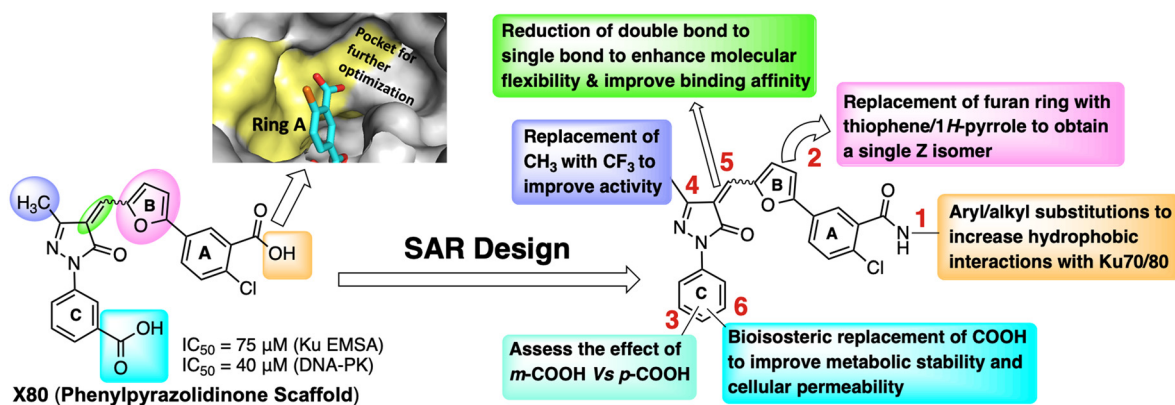 Pocket for
further
optimization
Ring A
H₃C
B
O
N
N
O
A
O
OH
Cl
C
OH
O
IC₅₀ = 75 μM (Ku EMSA)
IC₅₀ = 40 μM (DNA-PK)
X80 (Phenylpyrazolidinone Scaffold)
SAR Design
Reduction of double bond to
single bond to enhance molecular
flexibility & improve binding affinity
Replacement of
CH₃ with CF₃ to
improve activity
Replacement of furan ring with
thiophene/1H-pyrrole to obtain
a single Z isomer
4
5
2
B
O
N
N
O
A
O
N
H
Cl
1
Aryl/alkyl substitutions to
increase hydrophobic
interactions with Ku70/80
C
3
6
Assess the effect of
m-COOH Vs p-COOH
Bioisosteric replacement of COOH
to improve metabolic stability and
cellular permeability